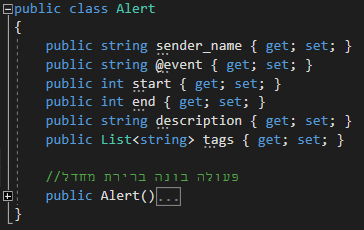 public class Alert
{
public string sender_name { get; set; }
public string @event { get; set; }
public int start { get; set; }
public int end { get; set; }
public string description { get; set; }
public List<string> tags { get; set; }
//פעולה בונה ברירת מחדל
public Alert()...
}